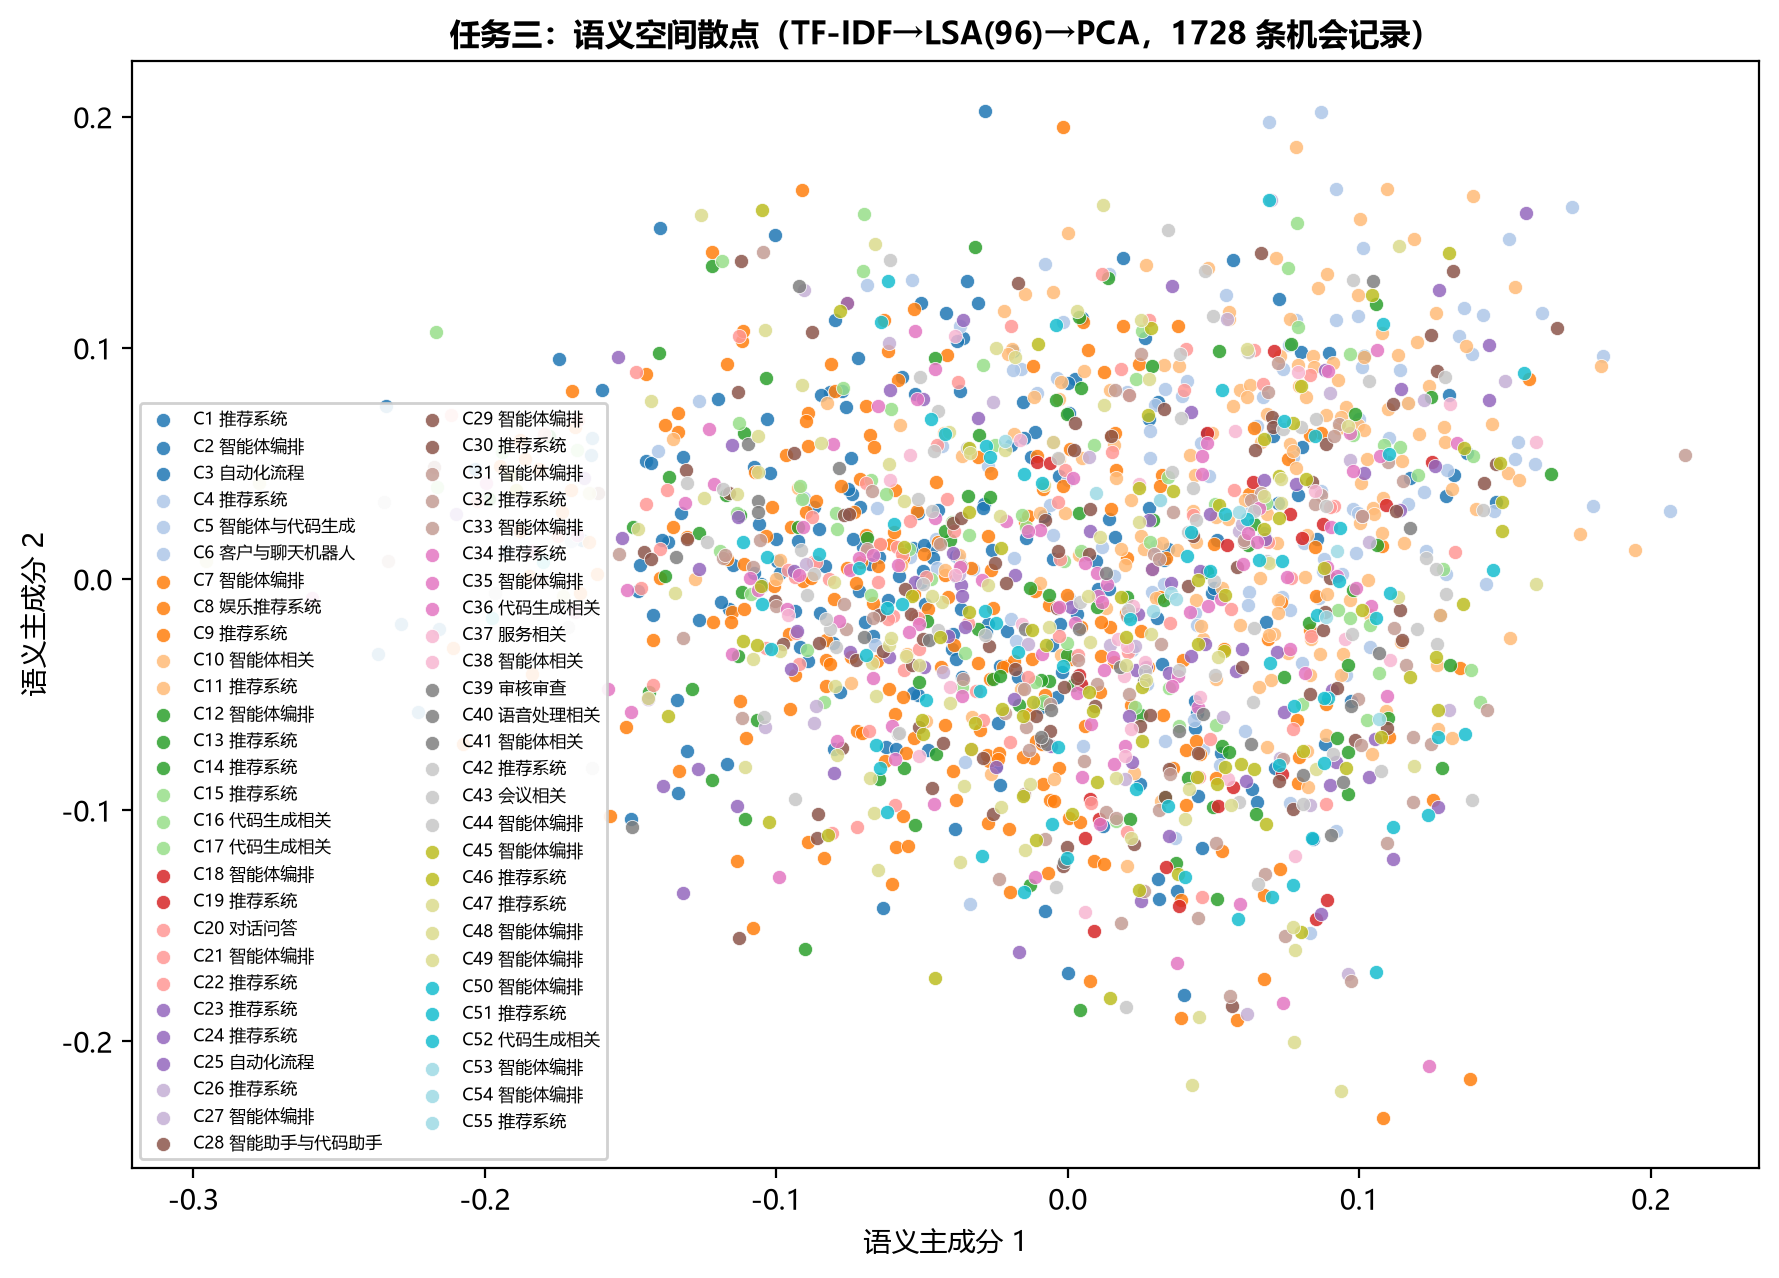 任务三：语义空间散点（TF-IDF→LSA(96)→PCA，1728 条机会记录）
语义主成分 2
0.2
0.1
0.0
-0.1
-0.2
C1 推荐系统
C2 智能体编排
C3 自动化流程
C4 推荐系统
C5 智能体与代码生成
C6 客户与聊天机器人
C7 智能体编排
C8 娱乐推荐系统
C9 推荐系统
C10 智能体相关
C11 推荐系统
C12 智能体编排
C13 推荐系统
C14 推荐系统
C15 推荐系统
C16 代码生成相关
C17 代码生成相关
C18 智能体编排
C19 推荐系统
C20 对话问答
C21 智能体编排
C22 推荐系统
C23 推荐系统
C24 推荐系统
C25 自动化流程
C26 推荐系统
C27 智能体编排
C28 智能助手与代码助手
C29 智能体编排
C30 推荐系统
C31 智能体编排
C32 推荐系统
C33 智能体编排
C34 推荐系统
C35 智能体编排
C36 代码生成相关
C37 服务相关
C38 智能体相关
C39 审核审查
C40 语音处理相关
C41 智能体相关
C42 推荐系统
C43 会议相关
C44 智能体编排
C45 智能体编排
C46 推荐系统
C47 推荐系统
C48 智能体编排
C49 智能体编排
C50 智能体编排
C51 推荐系统
C52 代码生成相关
C53 智能体编排
C54 智能体编排
C55 推荐系统
-0.3
-0.2
-0.1
0.0
0.1
0.2
语义主成分 1